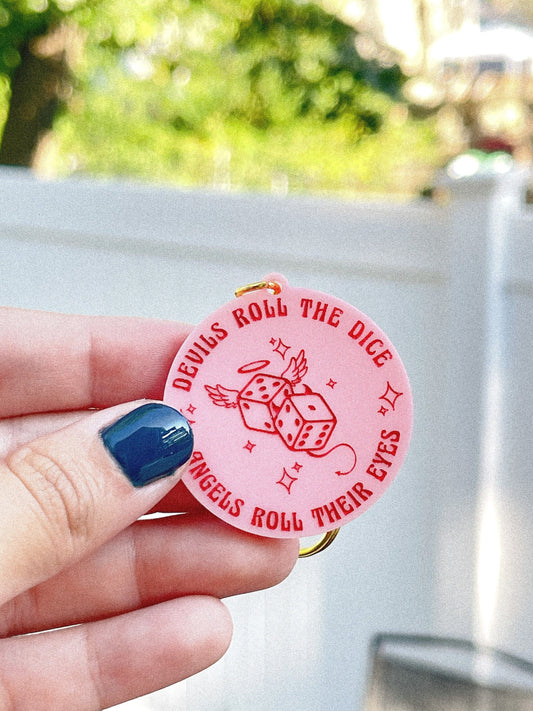 DEVILS ROLL THE DICE
ANGELS ROLL THEIR EYES